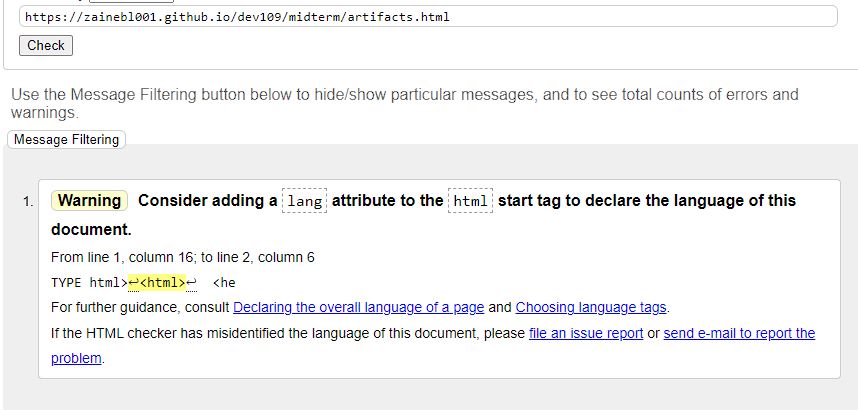 https://zainebl001.github.io/dev109/midterm/artifacts.html
Check
Use the Message Filtering button below to hide/show particular messages, and to see total counts of errors and
warnings.
Message Filtering
1. Warning Consider adding a lang attribute to the html start tag to declare the language of this
document.
From line 1, column 16; to line 2, column 6
TYPE html>↩<html>↩  <he
For further guidance, consult Declaring the overall language of a page and Choosing language tags.
If the HTML checker has misidentified the language of this document, please file an issue report or send e-mail to report the
problem.